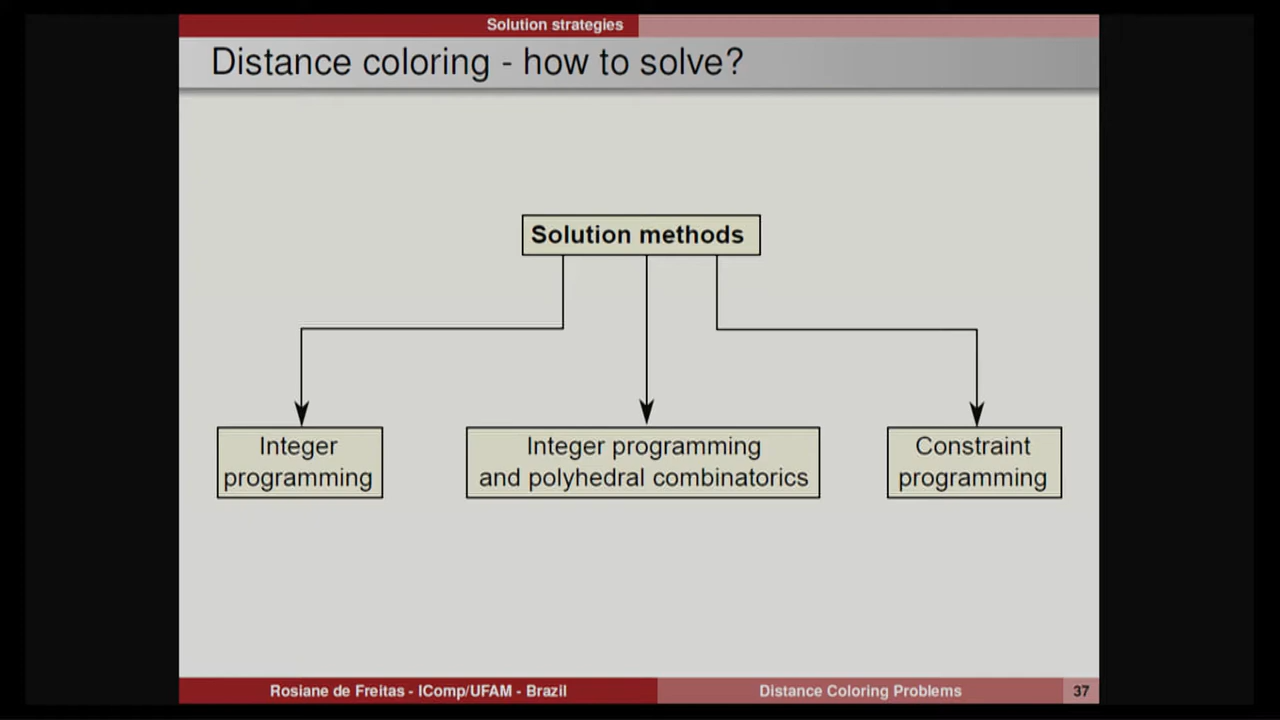 Solution strategies
Distance coloring - how to solve?
Solution methods
Integer
programming
Integer programming
and polyhedral combinatorics
Constraint
programming
Rosiane de Freitas - IComp/UFAM - Brazil
Distance Coloring Problems
37